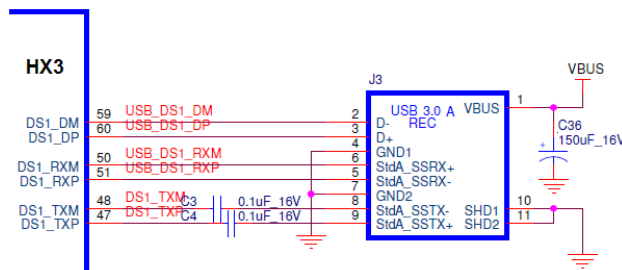 HX3
J3
VBUS
DS1_DM 59 USB_DS1_DM 2 D- USB 3.0 A REC VBUS 1
DS1_DP 60 USB_DS1_DP 3 D+
4 GND1
C36
150uF_16V
DS1_RXM 50 USB_DS1_RXM 6 StdA_SSRX+
DS1_RXP 51 USB_DS1_RXP 5 StdA_SSRX-
7 GND2
DS1_TXM 48 DS1_TXM C3 0.1uF_16V 8 StdA_SSTX- SHD1 10
DS1_TXP 47 DS1_TXP C4 0.1uF_16V 9 StdA_SSTX+ SHD2 11